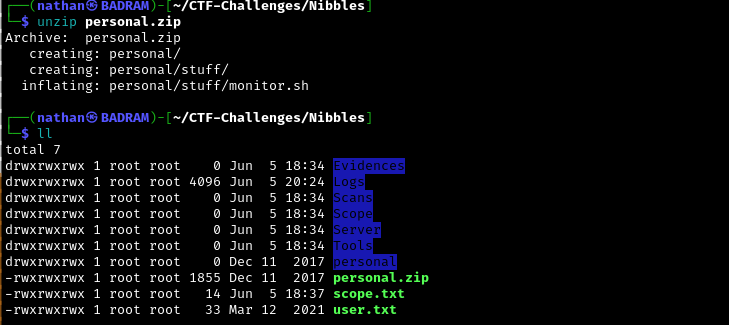 ┌──(nathan㉿BADRAM)-[~/CTF-Challenges/Nibbles]
└─$ unzip personal.zip
Archive:  personal.zip
   creating: personal/
   creating: personal/stuff/
  inflating: personal/stuff/monitor.sh
┌──(nathan㉿BADRAM)-[~/CTF-Challenges/Nibbles]
└─$ ll
total 7
drwxrwxrwx 1 root root    0 Jun  5 18:34 Evidences
drwxrwxrwx 1 root root 4096 Jun  5 20:24 Logs
drwxrwxrwx 1 root root    0 Jun  5 18:34 Scans
drwxrwxrwx 1 root root    0 Jun  5 18:34 Scope
drwxrwxrwx 1 root root    0 Jun  5 18:34 Server
drwxrwxrwx 1 root root    0 Jun  5 18:34 Tools
drwxrwxrwx 1 root root    0 Dec 11  2017 personal
-rwxrwxrwx 1 root root 1855 Dec 11  2017 personal.zip
-rwxrwxrwx 1 root root   14 Jun  5 18:37 scope.txt
-rwxrwxrwx 1 root root   33 Mar 12  2021 user.txt